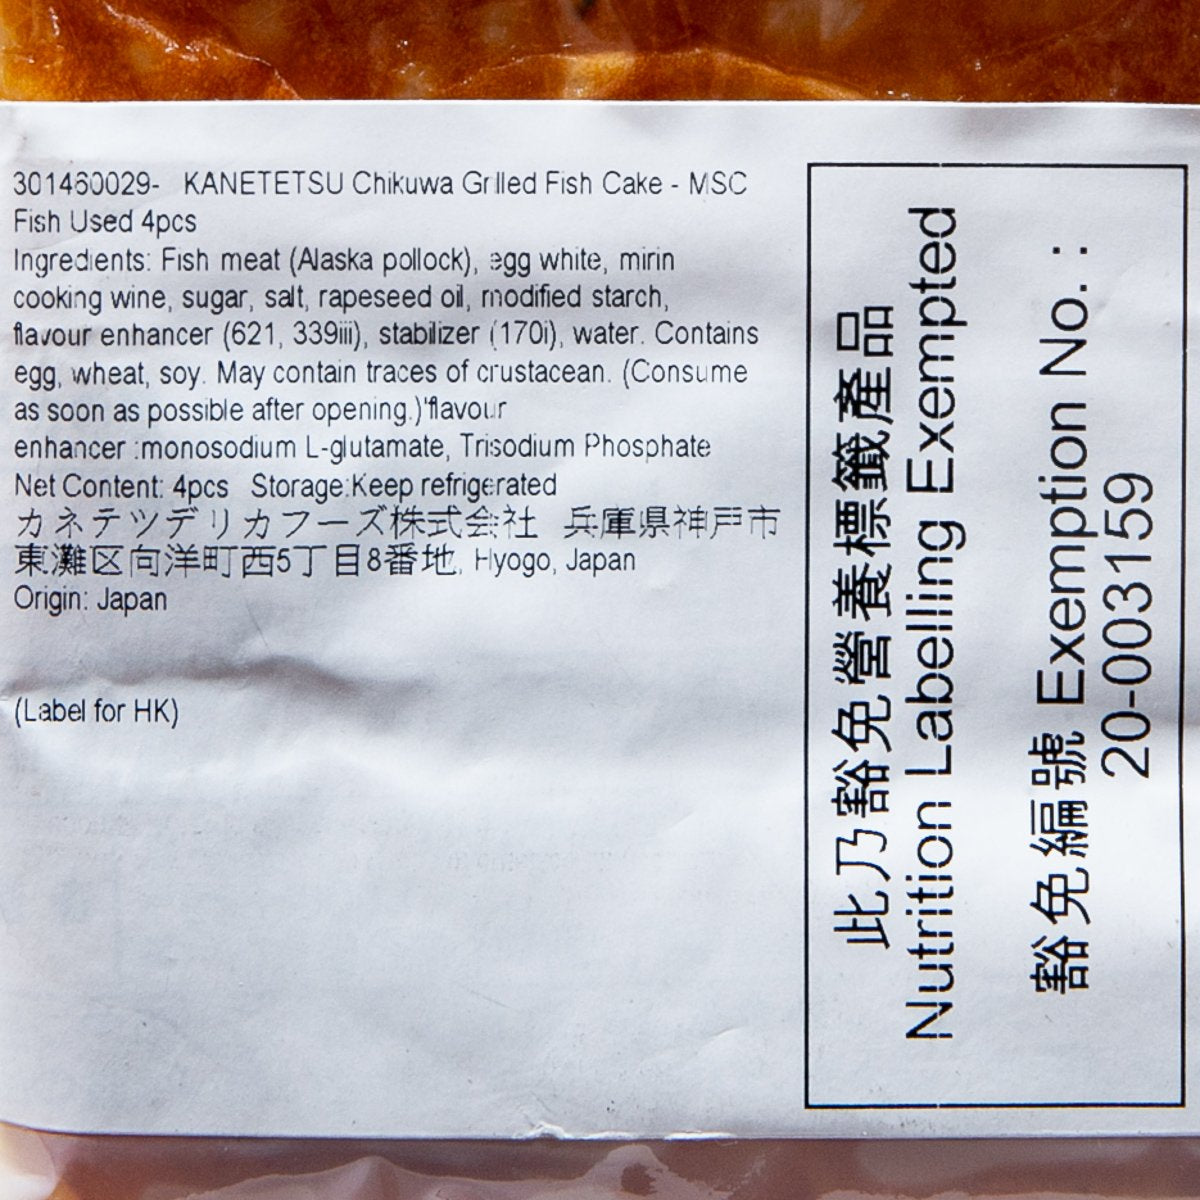 301460029- KANETETSU Chikuwa Grilled Fish Cake - MSC
Fish Used 4pcs
Ingredients: Fish meat (Alaska pollock), egg white, mirin
cooking wine, sugar, salt, rapeseed oil, modified starch,
flavour enhancer (621, 339iii), stabilizer (170i), water. Contains
egg, wheat, soy. May contain traces of crustacean. (Consume
as soon as possible after opening.)'flavour
enhancer :monosodium L-glutamate, Trisodium Phosphate
Net Content: 4pcs Storage:Keep refrigerated
カネテツデリカフーズ株式会社 兵庫県神戸市
東灘区向洋町西5丁目8番地, Hyogo, Japan
Origin: Japan
(Label for HK)
此乃豁免營養標籤產品
Nutrition Labelling Exempted
豁免編號 Exemption No. :
20-003159